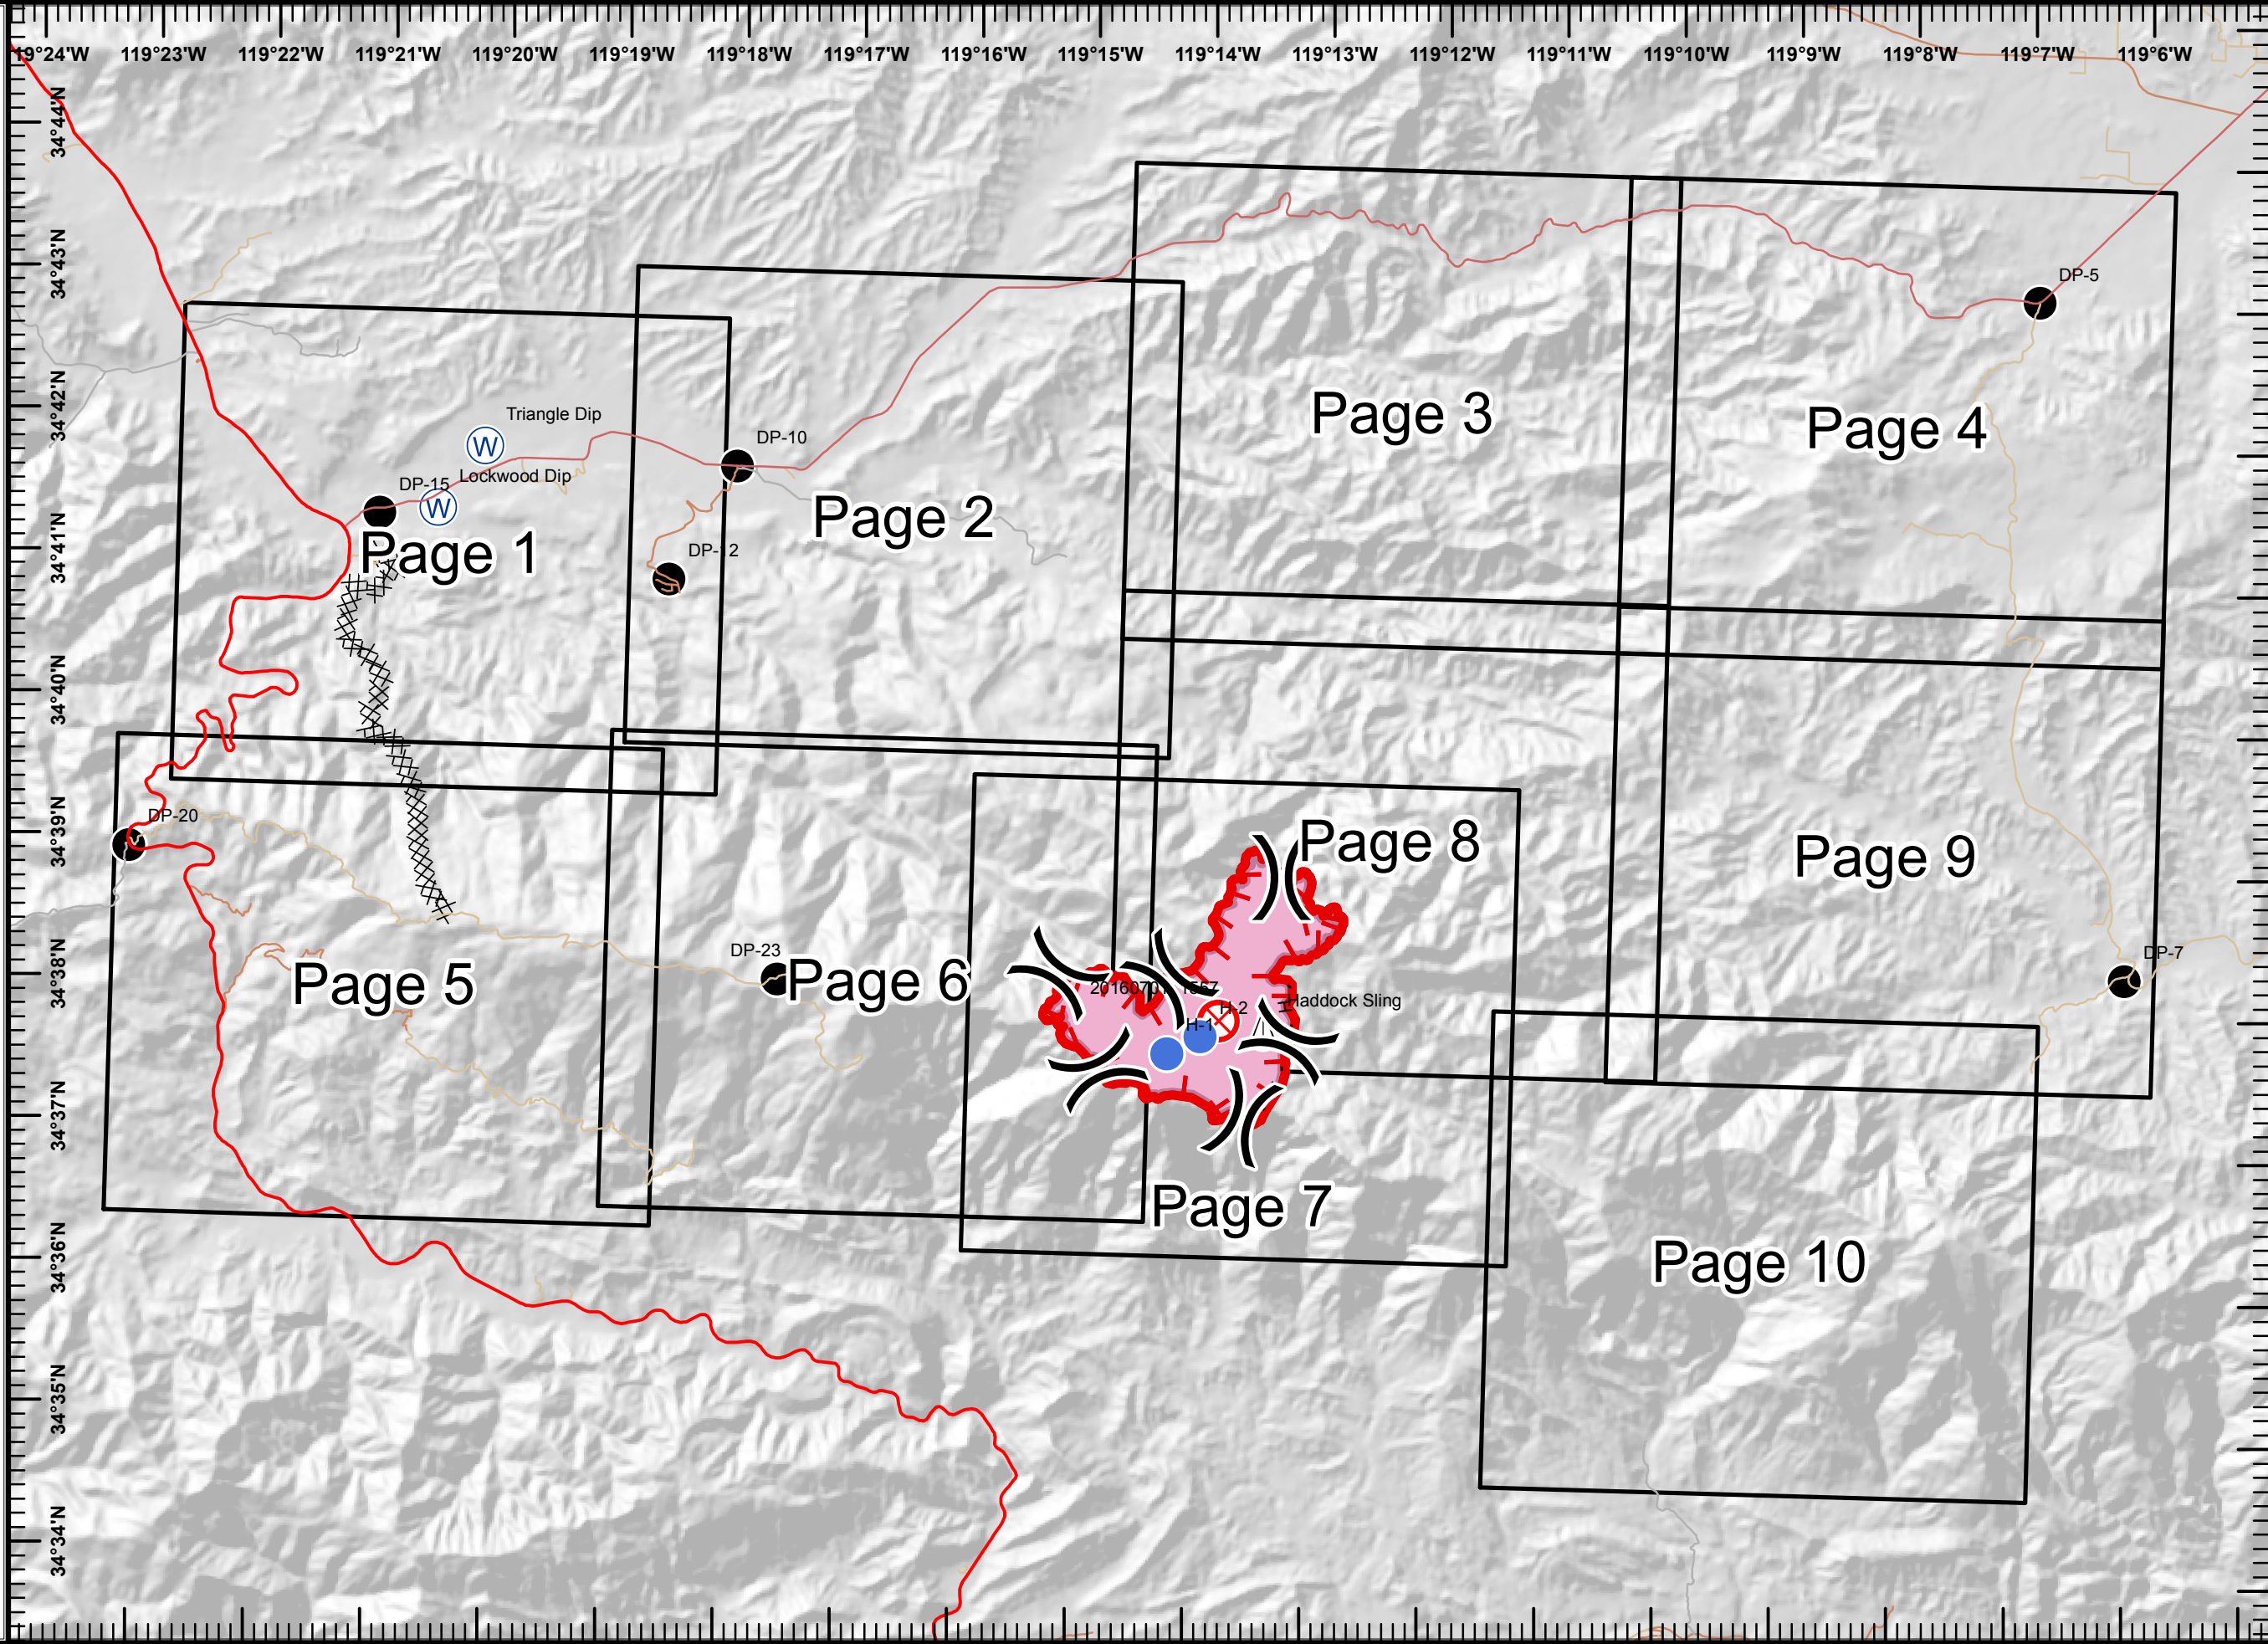 19°24'W 119°23'W 119°22'W 119°21'W 119°20'W 119°19'W 119°18'W 119°17'W 119°16'W 119°15'W 119°14'W 119°13'W 119°12'W 119°11'W 119°10'W 119°9'W 119°8'W 119°7'W 119°6'W
34°44'N
34°43'N
34°42'N
34°41'N
34°40'N
34°39'N
34°38'N
34°37'N
34°36'N
34°35'N
34°34'N
DP-5
Page 3
Page 4
Triangle Dip
W
DP-10
Lockwood Dip
DP-15
W
Page 2
Page 1
DP-12
DP-20
Page 8
Page 9
DP-23
DP-7
Page 5
Page 6
Haddock Sling
H-2
H-1
H
Page 7
Page 10